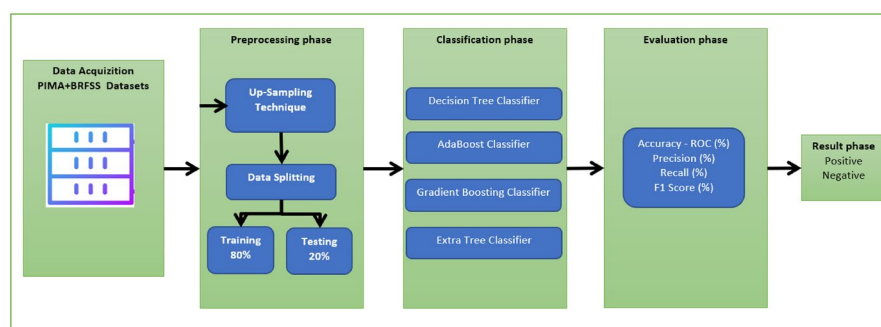 Data Acquizition
PIMA+BRFSS Datasets
Preprocessing phase
Up-Sampling
Technique
Data Splitting
Training
80%
Testing
20%
Classification phase
Decision Tree Classifier
AdaBoost Classifier
Gradient Boosting Classifier
Extra Tree Classifier
Evaluation phase
Accuracy - ROC (%)
Precision (%)
Recall (%)
F1 Score (%)
Result phase
Positive
Negative